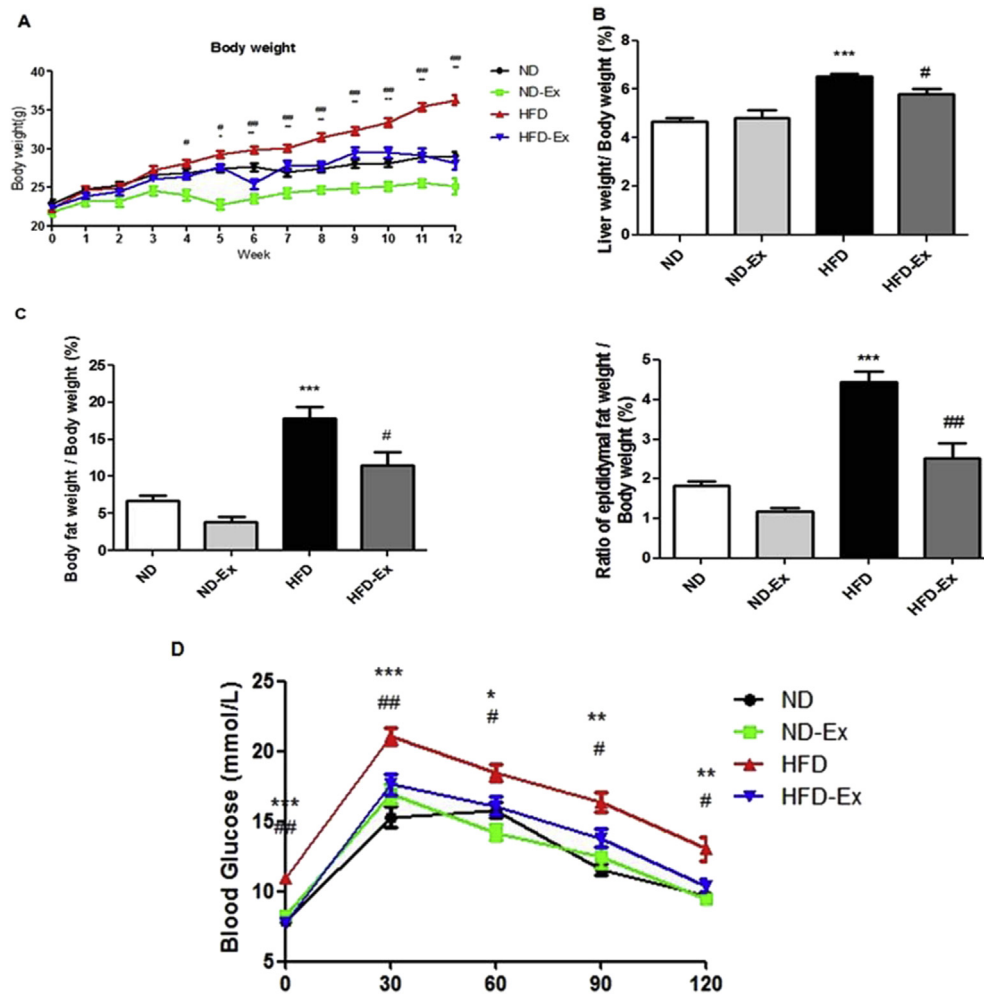 A
Body weight
Body weight(g)
40
35
30
25
20
# # ## ## ## ## ## ## ##
0 1 2 3 4 5 6 7 8 9 10 11 12
Week
ND
ND-Ex
HFD
HFD-Ex
B
Liver weight/ Body weight (%)
8
6
4
2
0
***
#
ND ND-Ex HFD HFD-Ex
C
Body fat weight / Body weight (%)
25
20
15
10
5
0
***
#
ND ND-Ex HFD HFD-Ex
Ratio of epididymal fat weight /
Body weight (%)
5
4
3
2
1
0
***
##
ND ND-Ex HFD HFD-Ex
D
Blood Glucose (mmol/L)
25
20
15
10
5
*** *** * ** **
## ## # # #
0 30 60 90 120
ND
ND-Ex
HFD
HFD-Ex